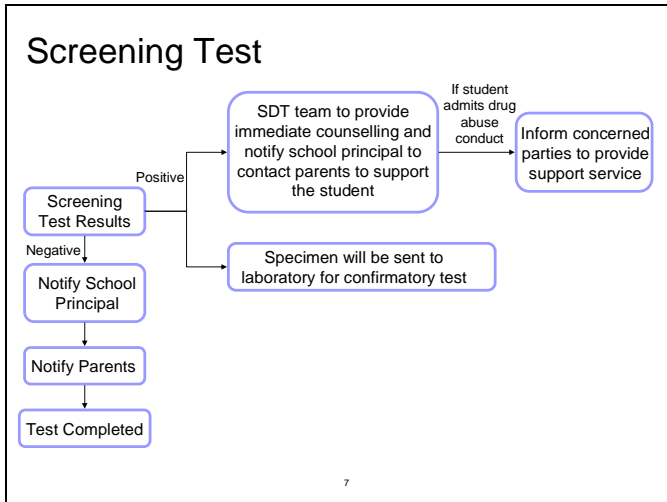 Screening Test
SDT team to provide
immediate counselling and
notify school principal to
contact parents to support
the student
If student
admits drug
abuse
conduct
Inform concerned
parties to provide
support service
Positive
Screening
Test Results
Negative
Specimen will be sent to
laboratory for confirmatory test
Notify School
Principal
Notify Parents
Test Completed
7